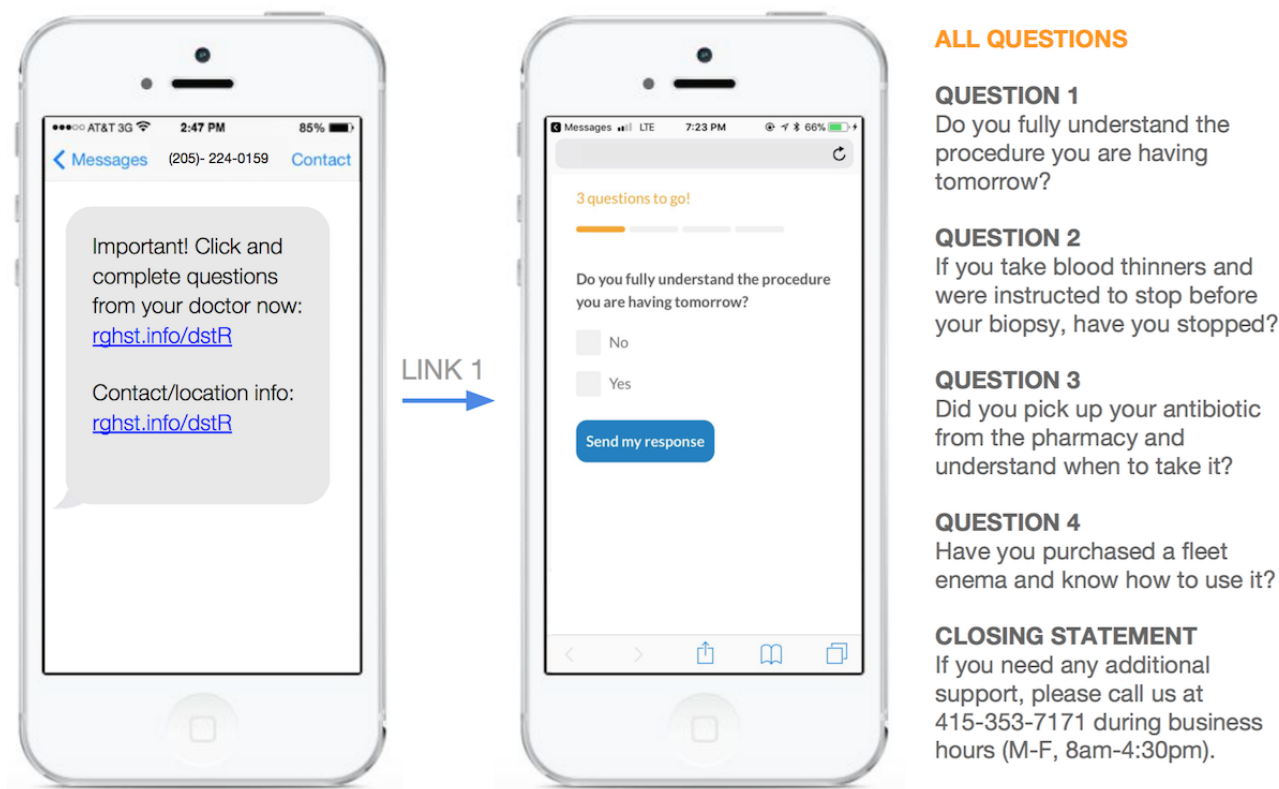 AT&T 3G 2:47 PM 85%
Messages (205)- 224-0159 Contact
Important! Click and
complete questions
from your doctor now:
rghst.info/dstR
Contact/location info:
rghst.info/dstR
LINK 1
Messages LTE 7:23 PM 66%
3 questions to go!
Do you fully understand the procedure
you are having tomorrow?
No
Yes
Send my response
ALL QUESTIONS
QUESTION 1
Do you fully understand the
procedure you are having
tomorrow?
QUESTION 2
If you take blood thinners and
were instructed to stop before
your biopsy, have you stopped?
QUESTION 3
Did you pick up your antibiotic
from the pharmacy and
understand when to take it?
QUESTION 4
Have you purchased a fleet
enema and know how to use it?
CLOSING STATEMENT
If you need any additional
support, please call us at
415-353-7171 during business
hours (M-F, 8am-4:30pm).